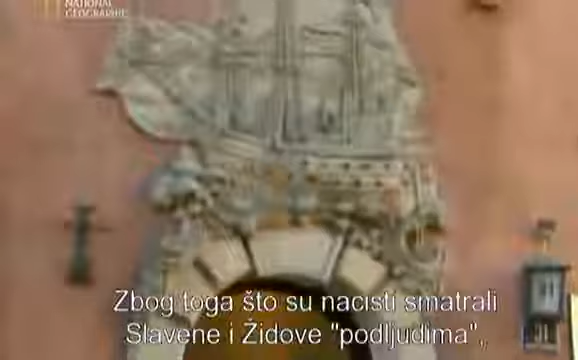 NATIONAL
GEOGRAPHIC
Zbog toga što su nacisti smatrali
Slavene i Židove "podljudima",